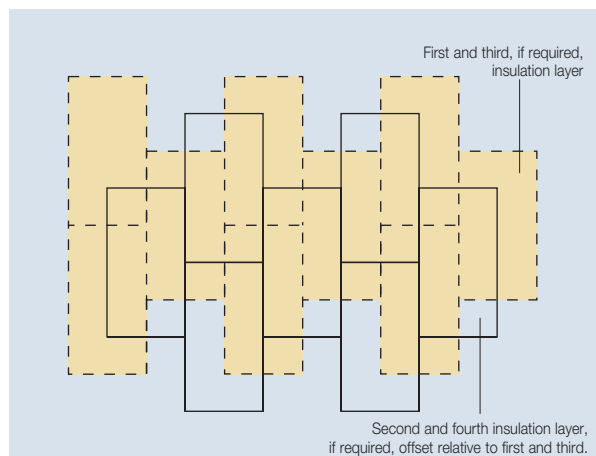 First and third, if required,
insulation layer
Second and fourth insulation layer,
if required, offset relative to first and third.